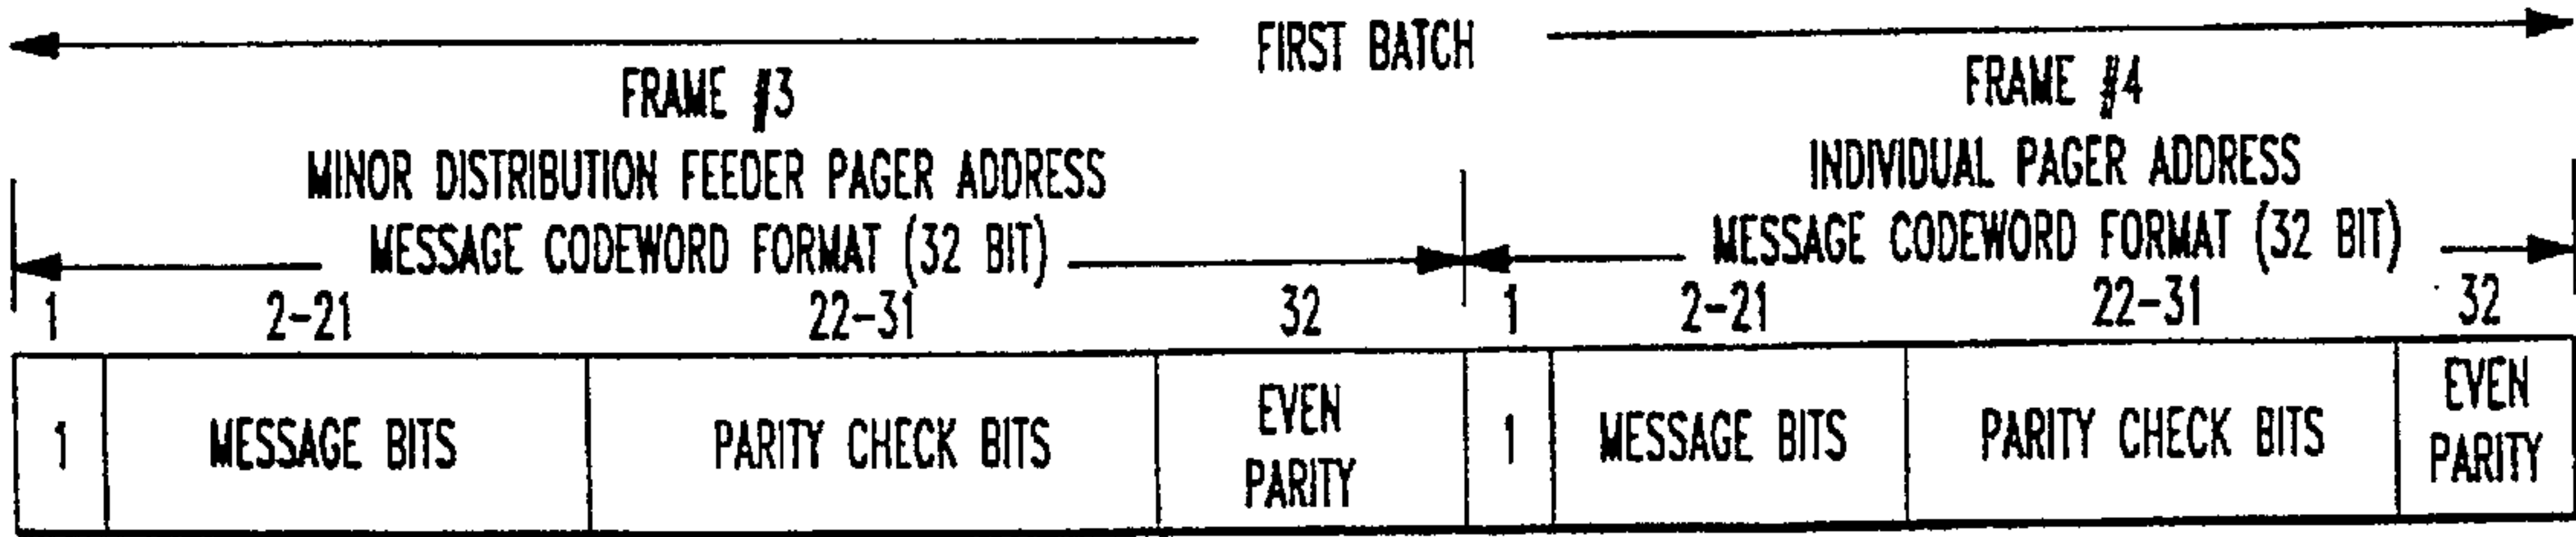 FIRST BATCH
FRAME #3
MINOR DISTRIBUTION FEEDER PAGER ADDRESS
MESSAGE CODEWORD FORMAT (32 BIT)
FRAME #4
INDIVIDUAL PAGER ADDRESS
MESSAGE CODEWORD FORMAT (32 BIT)
1 2-21 22-31 32 1 2-21 22-31 32
1
MESSAGE BITS
PARITY CHECK BITS
EVEN
PARITY
1
MESSAGE BITS
PARITY CHECK BITS
EVEN
PARITY